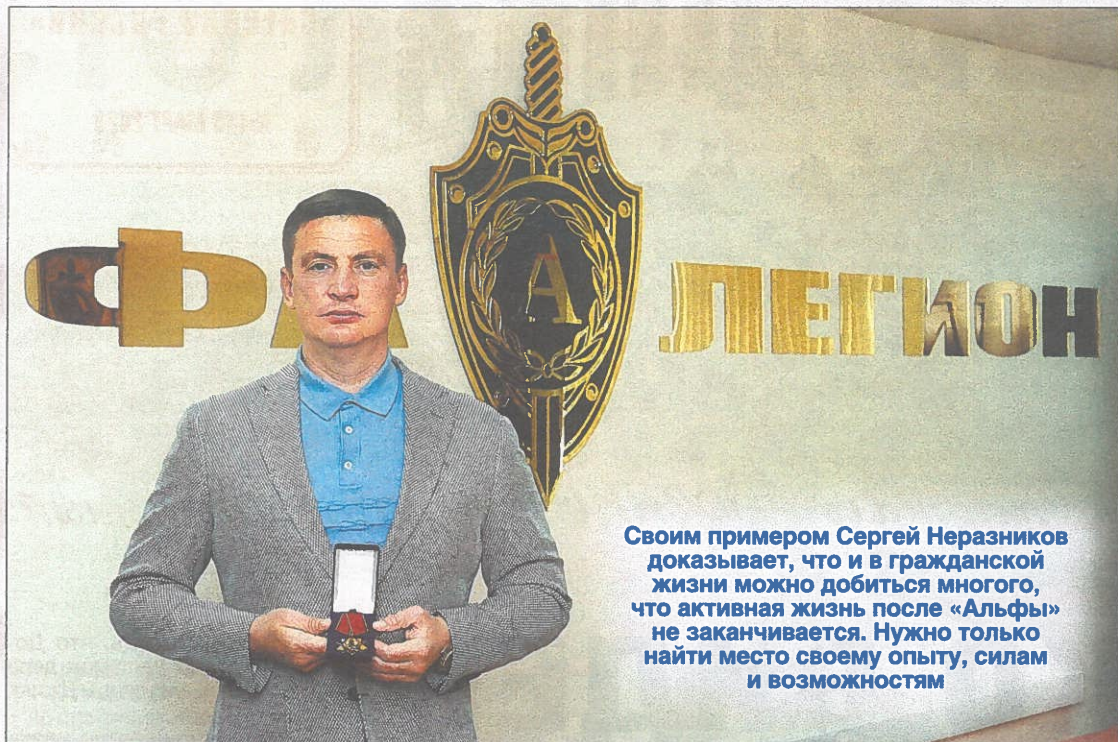 ФА А ЛЕГИОН
Своим примером Сергей Неразников
доказывает, что и в гражданской
жизни можно добиться многого,
что активная жизнь после «Альфы»
не заканчивается. Нужно только
найти место своему опыту, силам
и возможностям